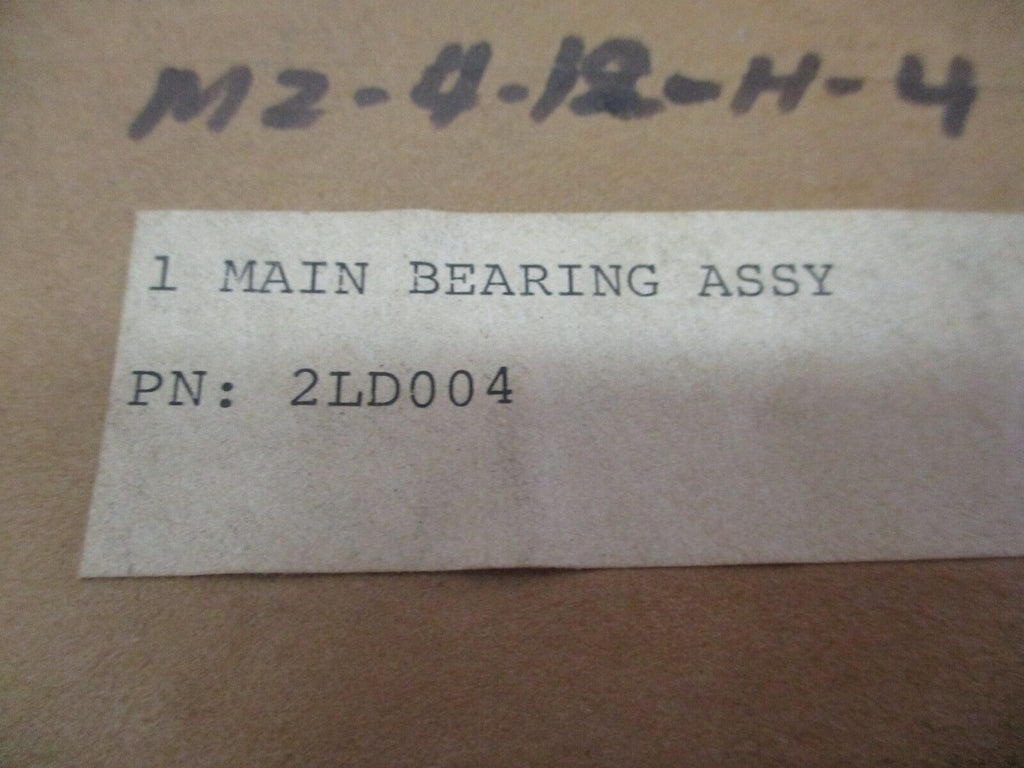 M2-4-12-H-4
1 MAIN BEARING ASSY
PN: 2LD004